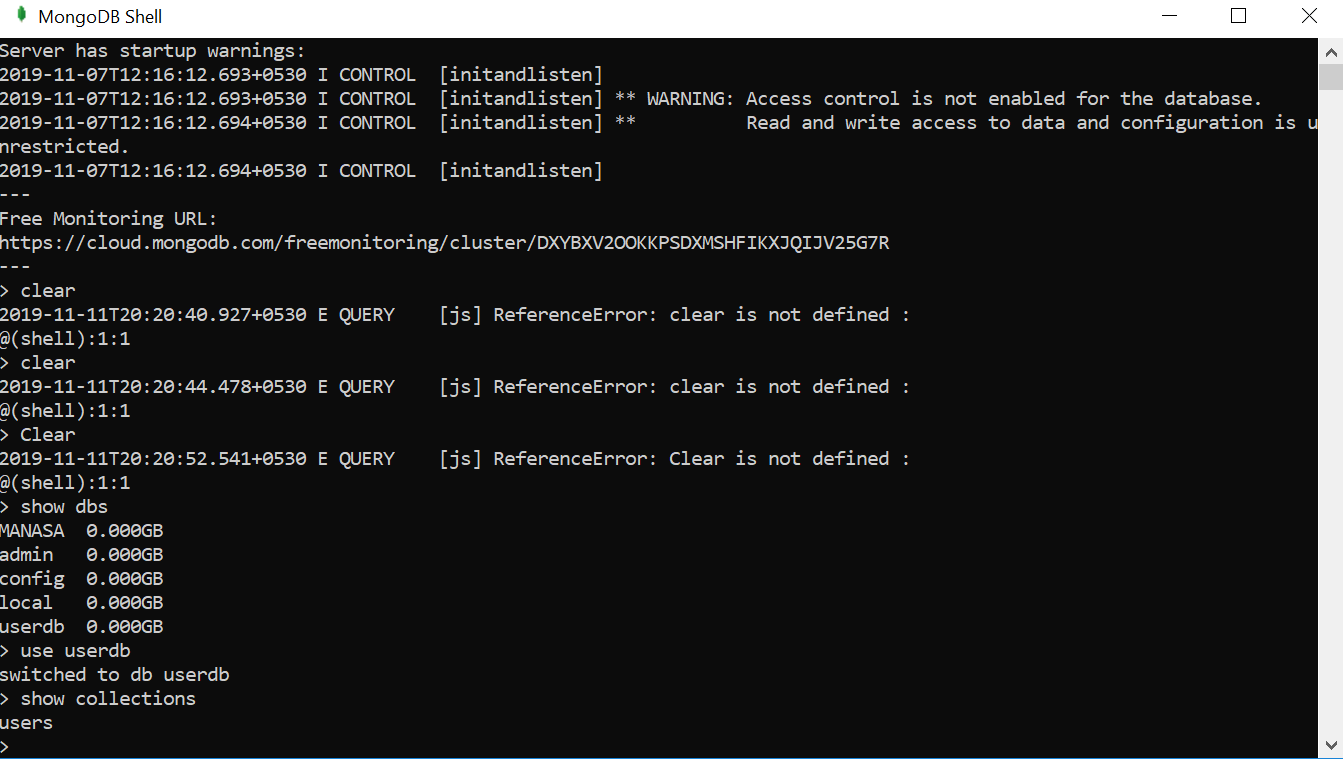 MongoDB Shell
Server has startup warnings:
2019-11-07T12:16:12.693+0530 I CONTROL  [initandlisten]
2019-11-07T12:16:12.693+0530 I CONTROL  [initandlisten] ** WARNING: Access control is not enabled for the database.
2019-11-07T12:16:12.694+0530 I CONTROL  [initandlisten] **          Read and write access to data and configuration is u
nrestricted.
2019-11-07T12:16:12.694+0530 I CONTROL  [initandlisten]
---
Free Monitoring URL:
https://cloud.mongodb.com/freemonitoring/cluster/DXYBXV2OOKKPSDXMSHFIKXJQIJV25G7R
---
> clear
2019-11-11T20:20:40.927+0530 E QUERY    [js] ReferenceError: clear is not defined :
@(shell):1:1
> clear
2019-11-11T20:20:44.478+0530 E QUERY    [js] ReferenceError: clear is not defined :
@(shell):1:1
> Clear
2019-11-11T20:20:52.541+0530 E QUERY    [js] ReferenceError: Clear is not defined :
@(shell):1:1
> show dbs
MANASA  0.000GB
admin   0.000GB
config  0.000GB
local   0.000GB
userdb  0.000GB
> use userdb
switched to db userdb
> show collections
users
>